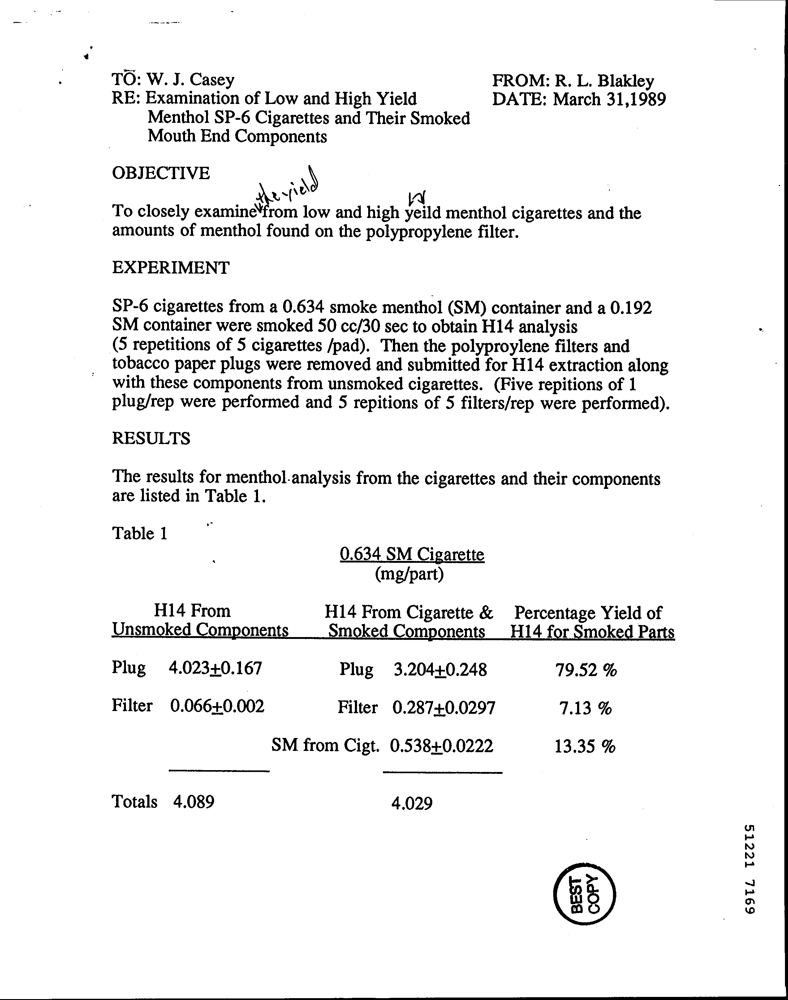 TO: W. J. Casey FROM: R. L. Blakley
RE: Examination of Low and High Yield DATE: March 31,1989
Menthol SP-6 Cigarettes and Their Smoked
Mouth End Components
OBJECTIVE
the yield
To closely examine from low and high yeild menthol cigarettes and the
amounts of menthol found on the polypropylene filter.
EXPERIMENT
SP-6 cigarettes from a 0.634 smoke menthol (SM) container and a 0.192
SM container were smoked 50 cc/30 sec to obtain H14 analysis
(5 repetitions of 5 cigarettes /pad). Then the polyproylene filters and
tobacco paper plugs were removed and submitted for H14 extraction along
with these components from unsmoked cigarettes. (Five repitions of 1
plug/rep were performed and 5 repitions of 5 filters/rep were performed).
RESULTS
The results for menthol analysis from the cigarettes and their components
are listed in Table 1.
Table 1
0.634 SM Cigarette
(mg/part)
H14 From H14 From Cigarette & Percentage Yield of
Unsmoked Components Smoked Components H14 for Smoked Parts
Plug 4.023±0.167 Plug 3.204±0.248 79.52 %
Filter 0.066±0.002 Filter 0.287±0.0297 7.13 %
SM from Cigt. 0.538±0.0222 13.35 %
Totals 4.089 4.029
BEST
COPY
51221 7169